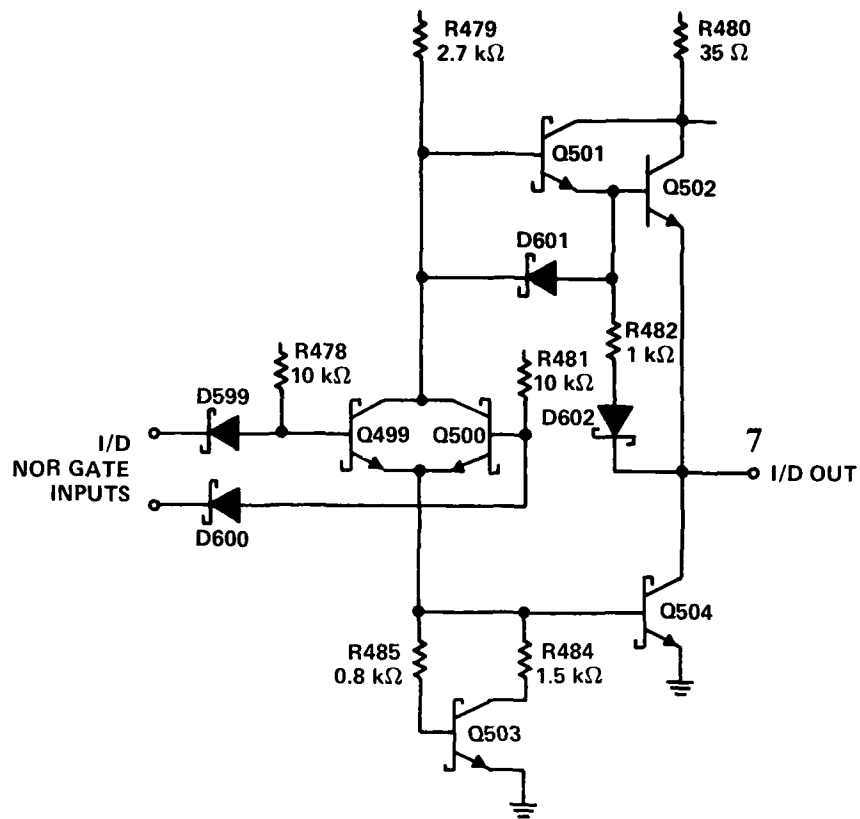 R479
2.7 kΩ
R480
35 Ω
Q501
Q502
D601
R482
1 kΩ
R478
10 kΩ
R481
10 kΩ
D599
D602
Q499
Q500
7
I/D
NOR GATE
INPUTS
I/D OUT
D600
Q504
R485
0.8 kΩ
R484
1.5 kΩ
Q503